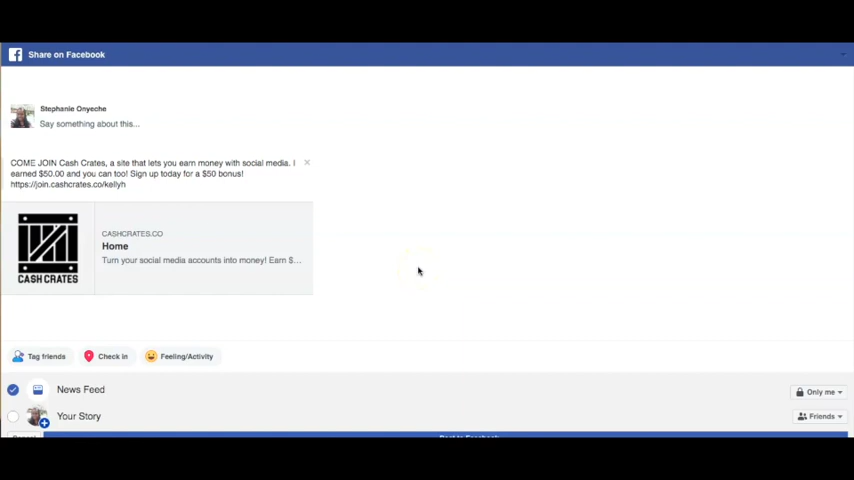 Share on Facebook
Stephanie Onyeche
Say something about this...
COME JOIN Cash Crates, a site that lets you earn money with social media. I
earned $50.00 and you can too! Sign up today for a $50 bonus!
https://join.cashcrates.co/kellyh
CASH CRATES
CASHCRATES.CO
Home
Turn your social media accounts into money! Earn $...
Tag friends
Check in
Feeling/Activity
News Feed
Only me
Your Story
Friends
Post to Facebook